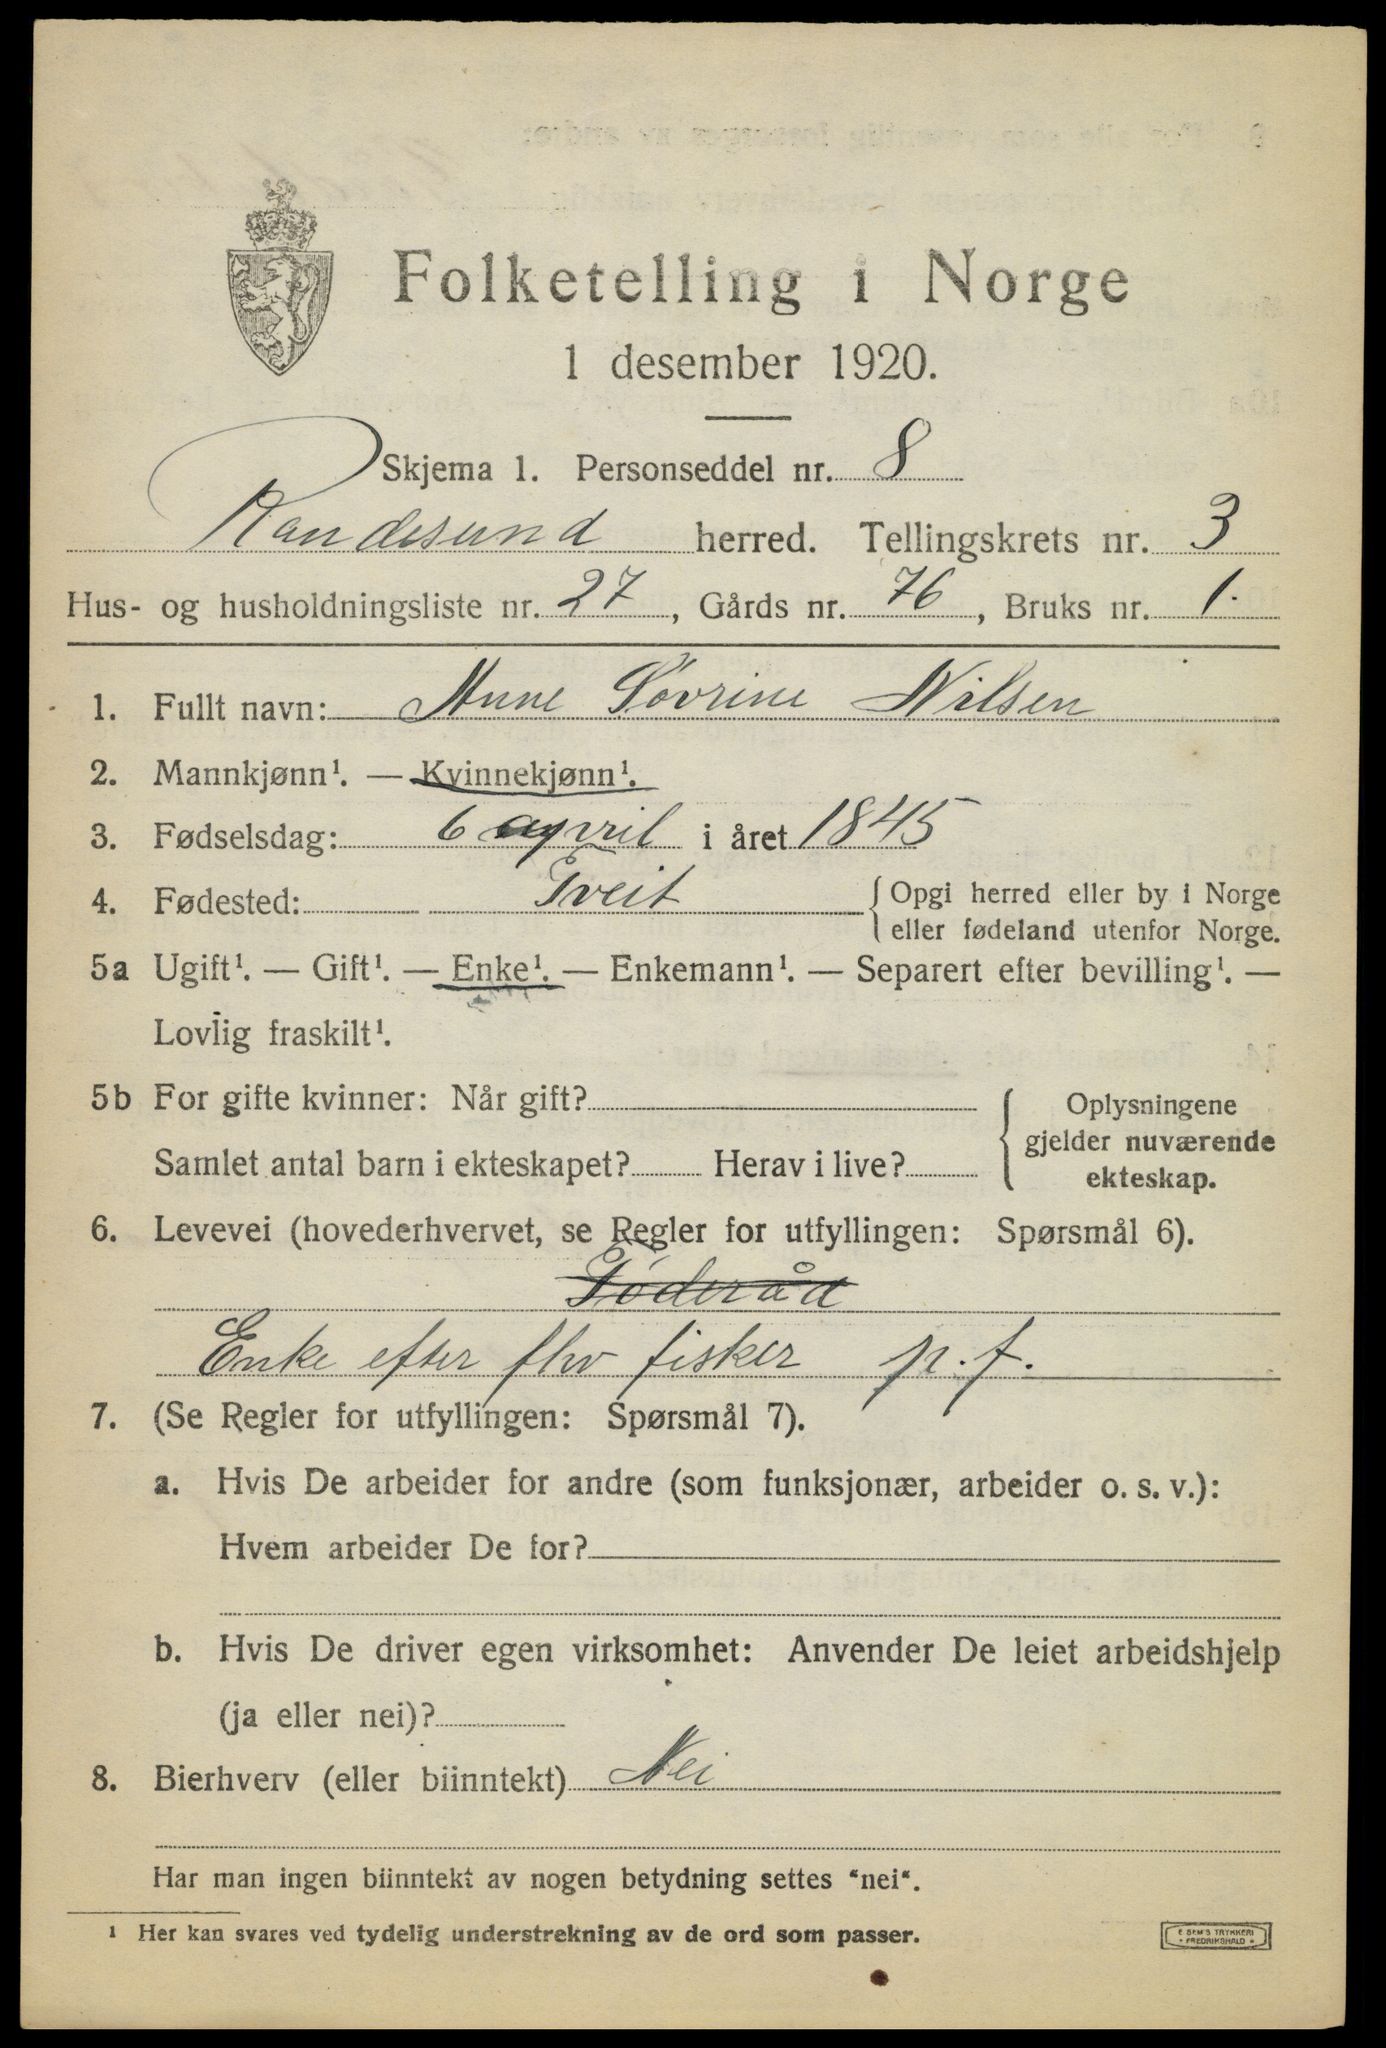 Folketelling i Norge
1 desember 1920.
Skjema 1. Personseddel nr. 8
Randesund herred. Tellingskrets nr. 3
Hus- og husholdningsliste nr. 27, Gårds nr. 76, Bruks nr. 1.
1. Fullt navn: Anne Sovrine Nilsen
2. Mannkjønn¹. — Kvinnekjønn¹.
3. Fødselsdag: 6 april i året 1845
4. Fødested: Tveit { Opgi herred eller by i Norge
eller fødeland utenfor Norge.
5a Ugift¹. — Gift¹. — Enke¹. — Enkemann¹. — Separert efter bevilling¹. —
Lovlig fraskilt¹.
5b For gifte kvinner: Når gift? { Oplysningene
gjelder nuværende
ekteskap.
Samlet antal barn i ekteskapet? Herav i live?
6. Levevei (hovederhvervet, se Regler for utfyllingen: Spørsmål 6).
Føderåd
Enke efter fhv fisker p.f.
7. (Se Regler for utfyllingen: Spørsmål 7).
a. Hvis De arbeider for andre (som funksjonær, arbeider o. s. v.):
Hvem arbeider De for?
b. Hvis De driver egen virksomhet: Anvender De leiet arbeidshjelp
(ja eller nei)?
8. Bierhverv (eller biinntekt) Nei
Har man ingen biinntekt av nogen betydning settes "nei".
¹ Her kan svares ved tydelig understrekning av de ord som passer.
E SEM'S TRYKKERI
FREDRIKSHALD